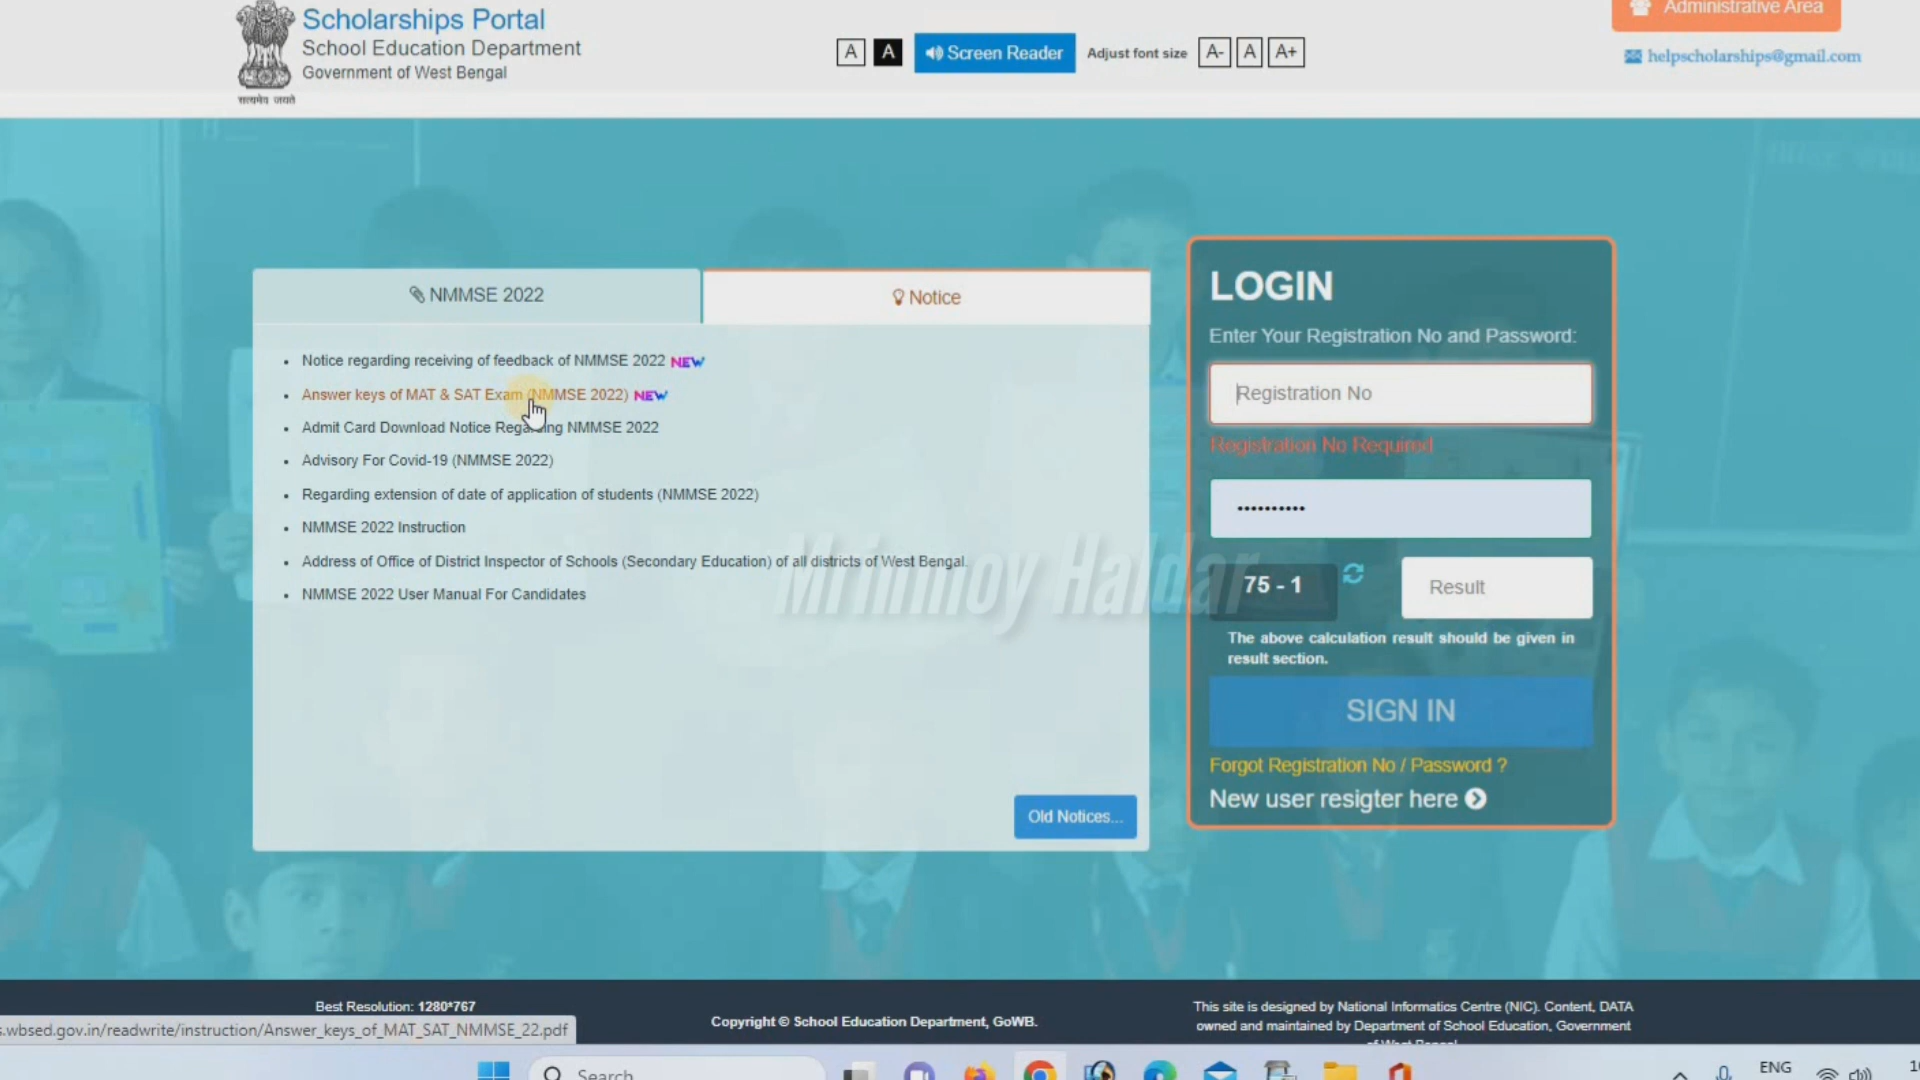 Scholarships Portal
School Education Department
Government of West Bengal
सत्यमेव जयते
A
A
Screen Reader
Adjust font size
A-
A
A+
Administrative Area
helpscholarships@gmail.com
NMMSE 2022
Notice
Notice regarding receiving of feedback of NMMSE 2022 NEW
Answer keys of MAT & SAT Exam (NMMSE 2022) NEW
Admit Card Download Notice Regarding NMMSE 2022
Advisory For Covid-19 (NMMSE 2022)
Regarding extension of date of application of students (NMMSE 2022)
NMMSE 2022 Instruction
Address of Office of District Inspector of Schools (Secondary Education) of all districts of West Bengal.
NMMSE 2022 User Manual For Candidates
Old Notices...
Mrinmoy Haldar
LOGIN
Enter Your Registration No and Password:
Registration No
Registration No Required
••••••••••
75 - 1
Result
The above calculation result should be given in
result section.
SIGN IN
Forgot Registration No / Password ?
New user resigter here
Best Resolution: 1280*767
s.wbsed.gov.in/readwrite/instruction/Answer_keys_of_MAT_SAT_NMMSE_22.pdf
Copyright © School Education Department, GoWB.
This site is designed by National Informatics Centre (NIC). Content, DATA
owned and maintained by Department of School Education, Government
of West Bengal
Search
ENG